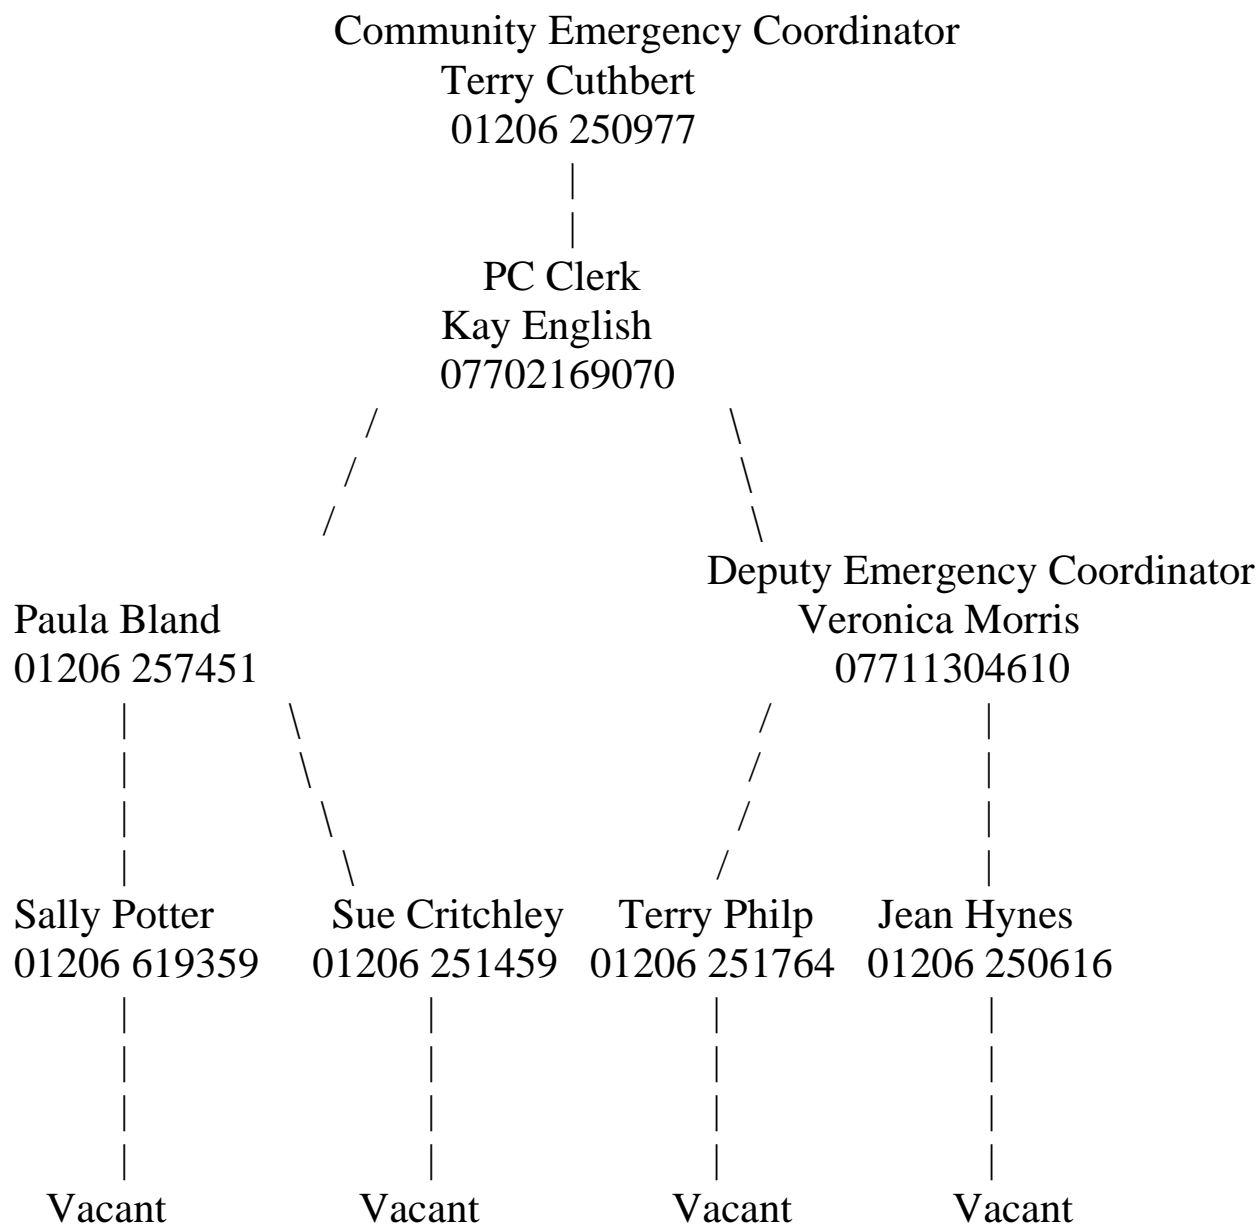 Community Emergency Coordinator
Terry Cuthbert
01206 250977
PC Clerk
Kay English
07702169070
Deputy Emergency Coordinator
Paula Bland Veronica Morris
01206 257451 07711304610
Sally Potter Sue Critchley Terry Philp Jean Hynes
01206 619359 01206 251459 01206 251764 01206 250616
Vacant Vacant Vacant Vacant